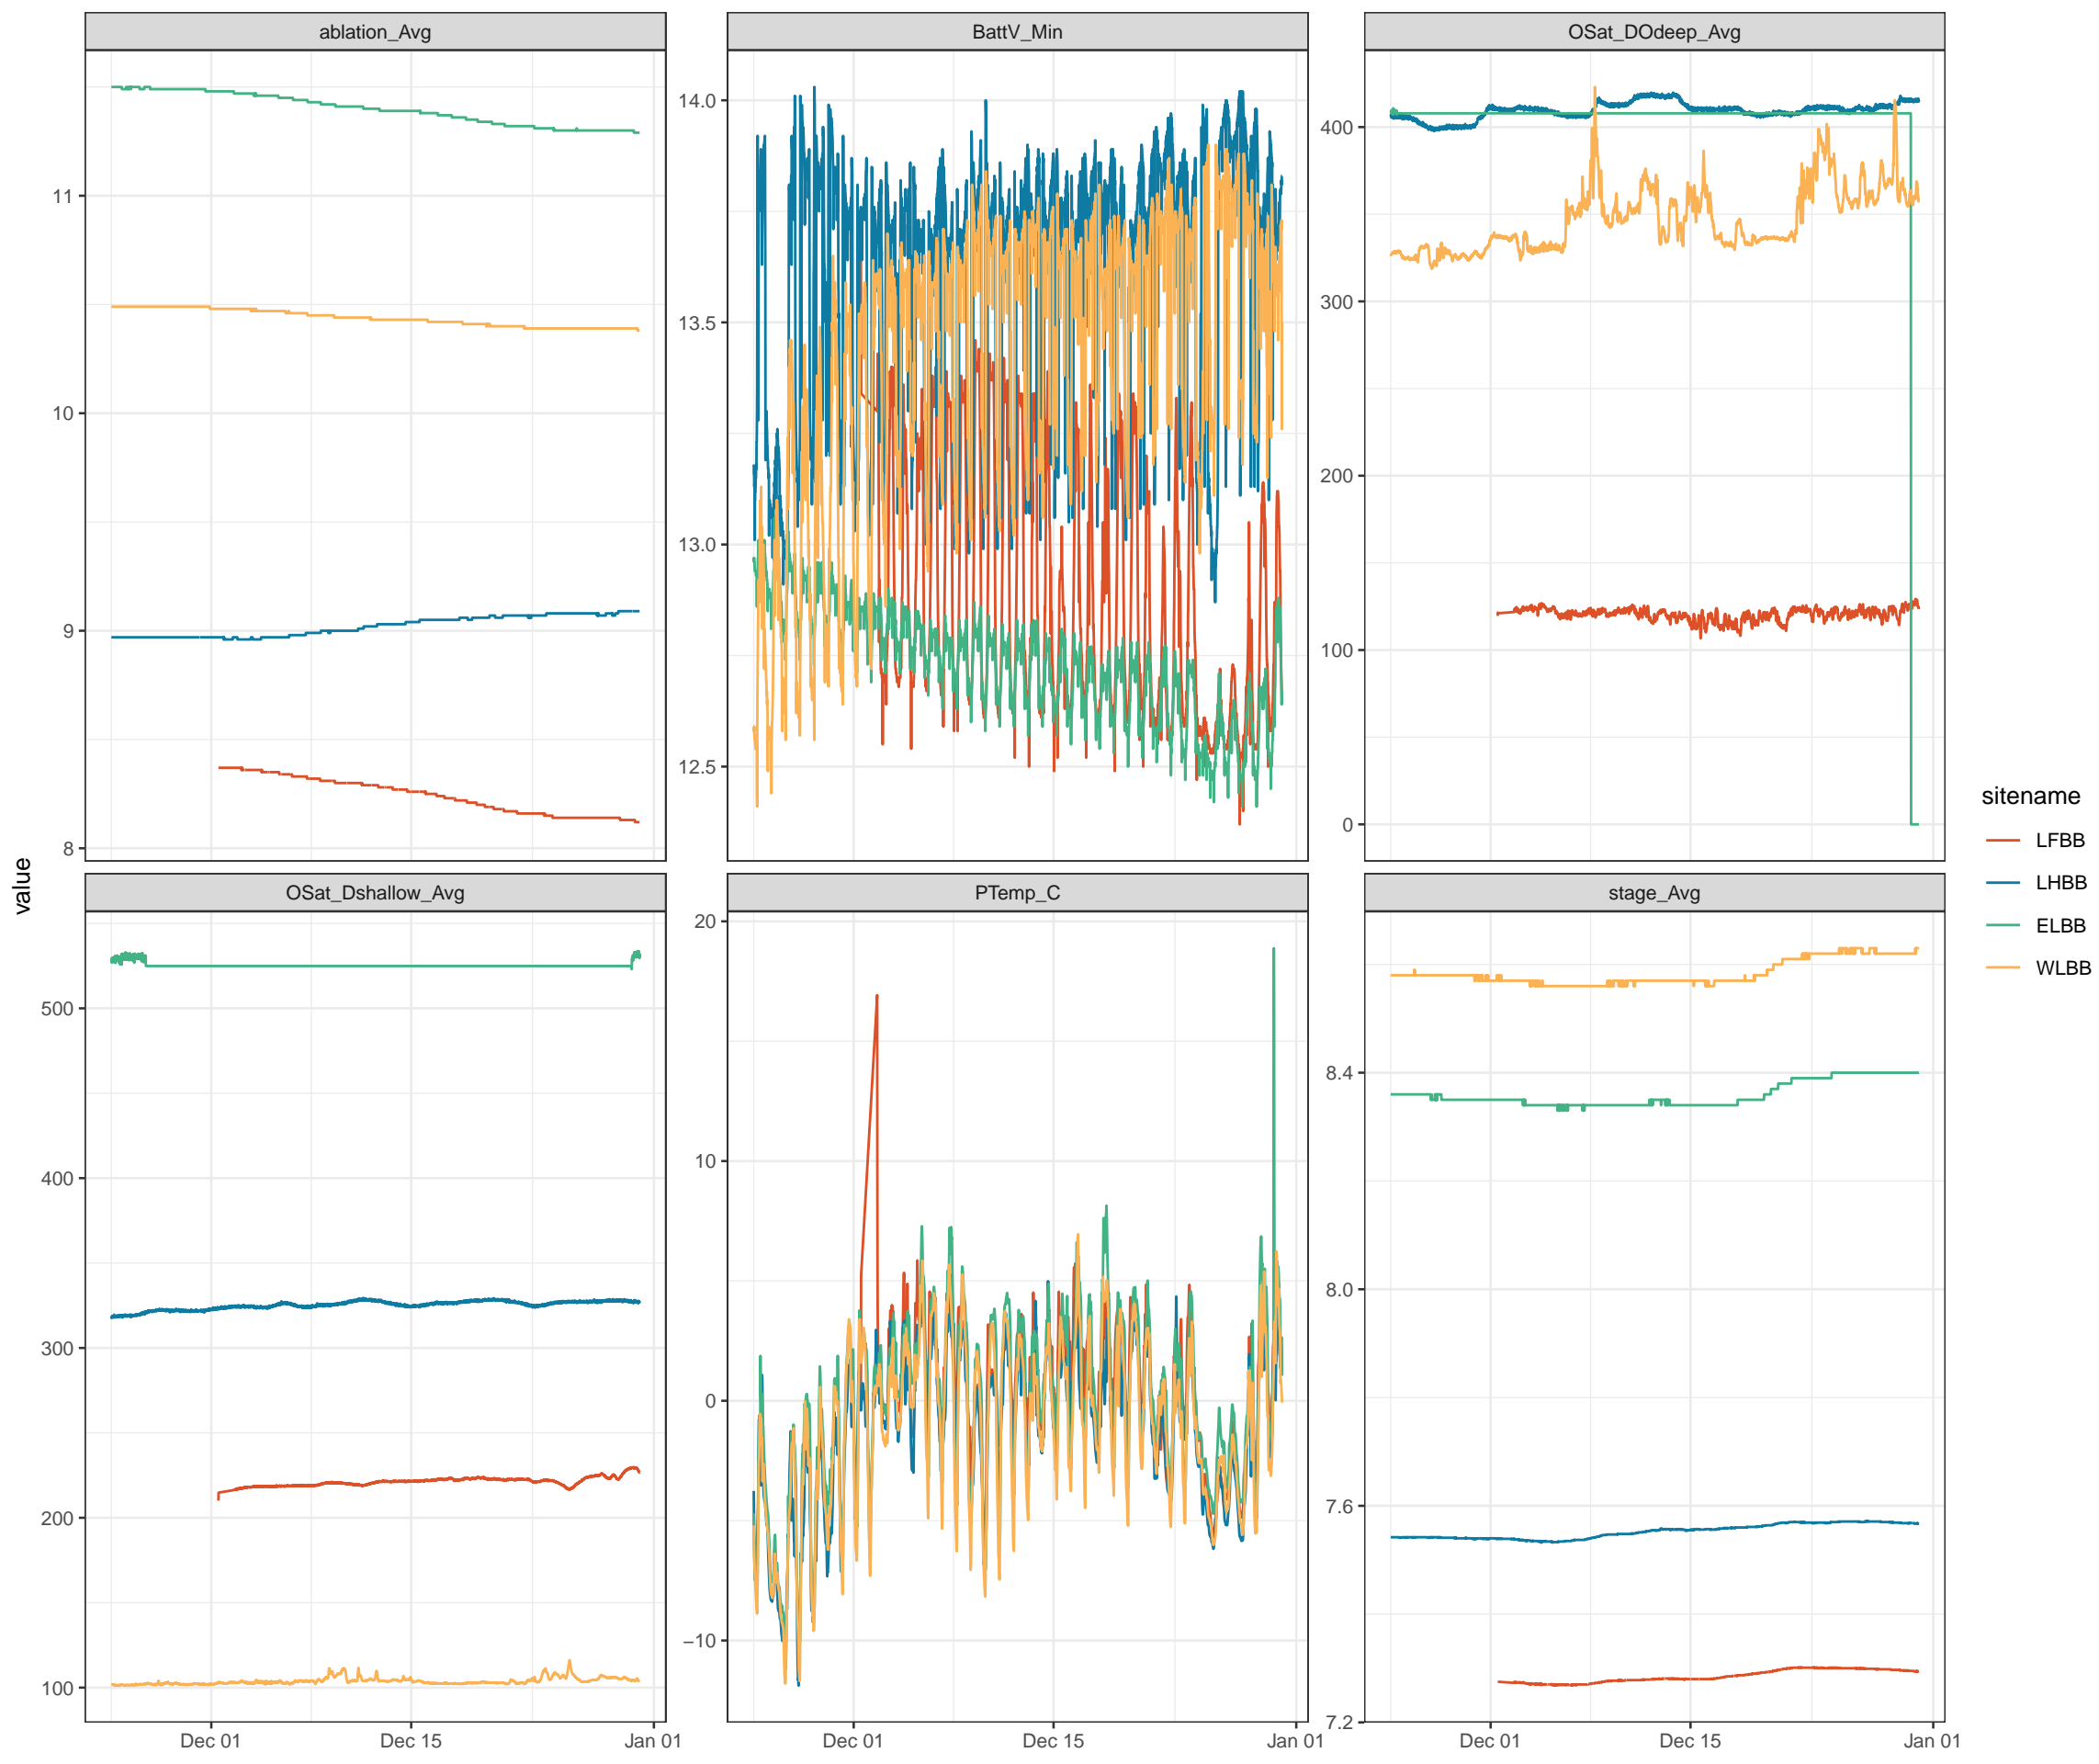 ablation_Avg
BattV_Min
OSat_DOdeep_Avg
11
10
9
8
14.0
13.5
13.0
12.5
400
300
200
100
0
value
OSat_Dshallow_Avg
PTemp_C
stage_Avg
500
400
300
200
100
20
10
0
−10
8.4
8.0
7.6
7.2
Dec 01
Dec 15
Jan 01
Dec 01
Dec 15
Jan 01
Dec 01
Dec 15
Jan 01
sitename
LFBB
LHBB
ELBB
WLBB